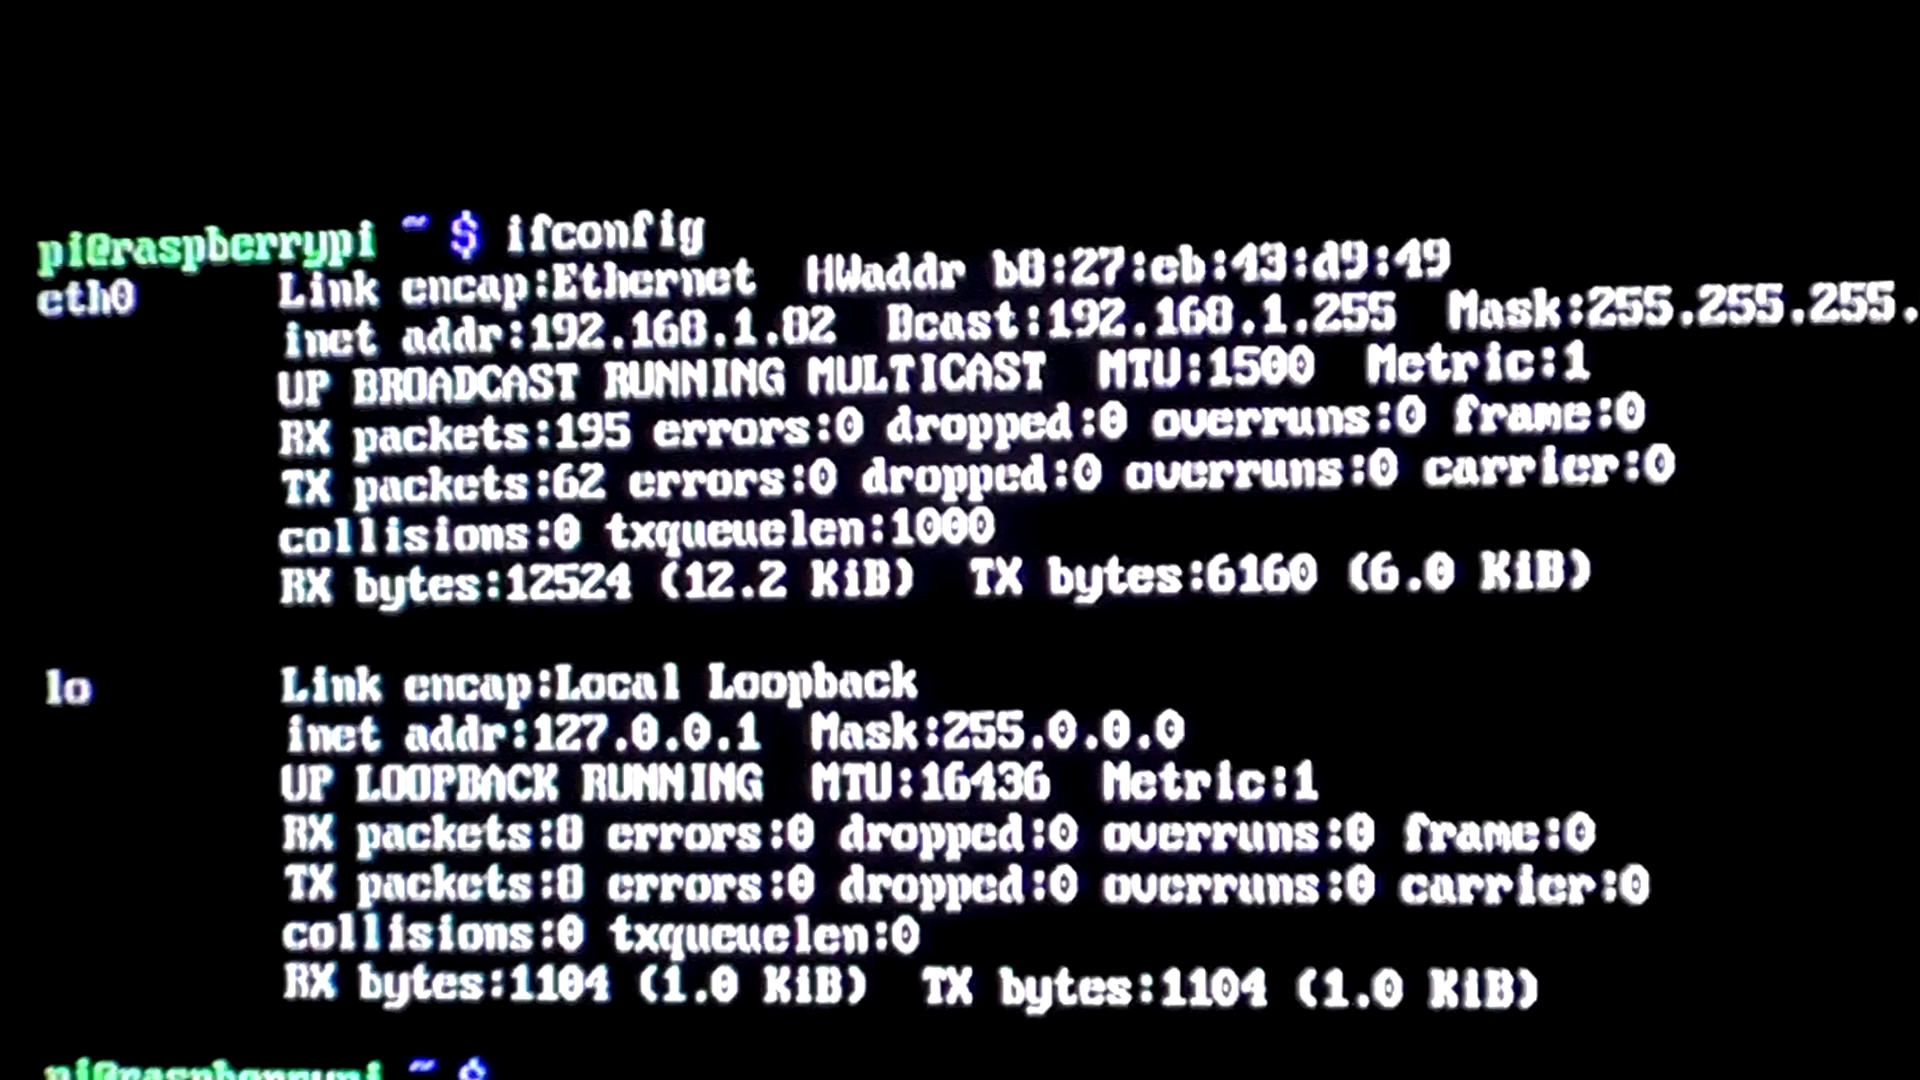 pi@raspberrypi ~ $ ifconfig
eth0 Link encap:Ethernet HWaddr b8:27:eb:43:d9:49
inet addr:192.168.1.82 Bcast:192.168.1.255 Mask:255.255.255.
UP BROADCAST RUNNING MULTICAST MTU:1500 Metric:1
RX packets:195 errors:0 dropped:0 overruns:0 frame:0
TX packets:62 errors:0 dropped:0 overruns:0 carrier:0
collisions:0 txqueuelen:1000
RX bytes:12524 (12.2 KiB) TX bytes:6160 (6.0 KiB)
lo Link encap:Local Loopback
inet addr:127.0.0.1 Mask:255.0.0.0
UP LOOPBACK RUNNING MTU:16436 Metric:1
RX packets:8 errors:0 dropped:0 overruns:0 frame:0
TX packets:8 errors:0 dropped:0 overruns:0 carrier:0
collisions:0 txqueuelen:0
RX bytes:1104 (1.0 KiB) TX bytes:1104 (1.0 KiB)
pi@raspberrypi ~ $